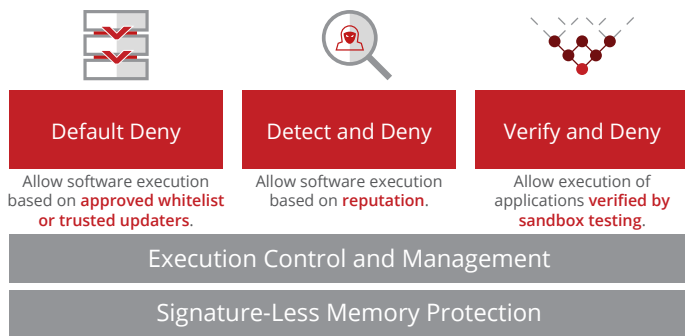 Default Deny
Allow software execution
based on approved whitelist
or trusted updaters.
Detect and Deny
Allow software execution
based on reputation.
Verify and Deny
Allow execution of
applications verified by
sandbox testing.
Execution Control and Management
Signature-Less Memory Protection